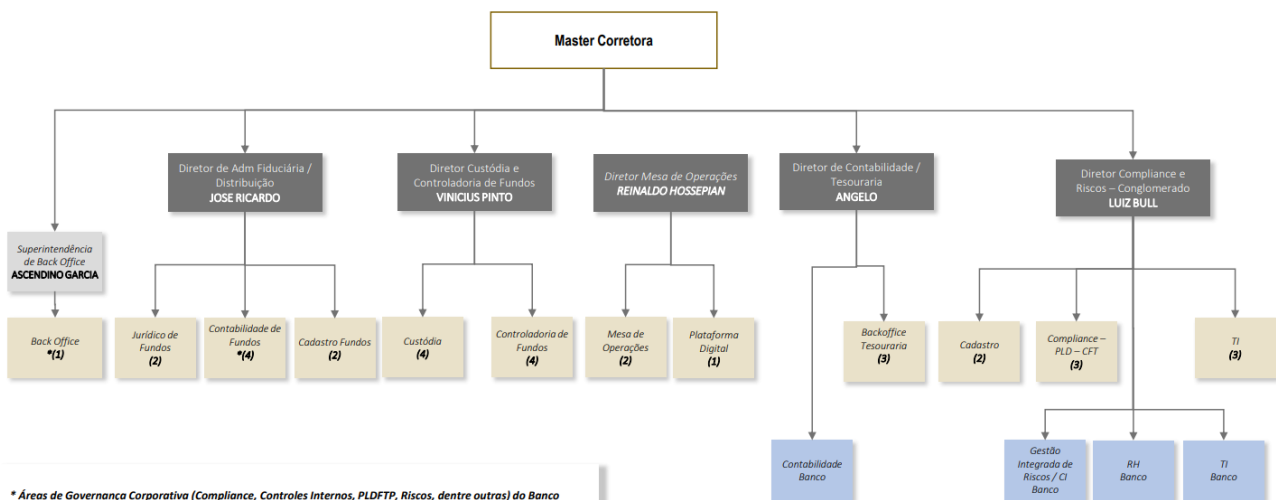 Master Corretora
Diretor de Adm Fiduciária /
Distribuição
JOSE RICARDO
Diretor Custódia e
Controladoria de Fundos
VINICIUS PINTO
Diretor Mesa de Operações
REINALDO HOSSEPIAN
Diretor de Contabilidade /
Tesouraria
ANGELO
Diretor Compliance e
Riscos – Conglomerado
LUIZ BULL
Superintendência
de Back Office
ASCENDINO GARCIA
Back Office
*(1)
Jurídico de
Fundos
(2)
Contabilidade de
Fundos
*(4)
Cadastro Fundos
(2)
Custódia
(4)
Controladoria de
Fundos
(4)
Mesa de
Operações
(2)
Plataforma
Digital
(1)
Backoffice
Tesouraria
(3)
Cadastro
(2)
Compliance –
PLD – CFT
(3)
TI
(3)
Contabilidade
Banco
Gestão
Integrada de
Riscos / CI
Banco
RH
Banco
TI
Banco
* Áreas de Governança Corporativa (Compliance, Controles Internos, PLDFTP, Riscos, dentre outras) do Banco